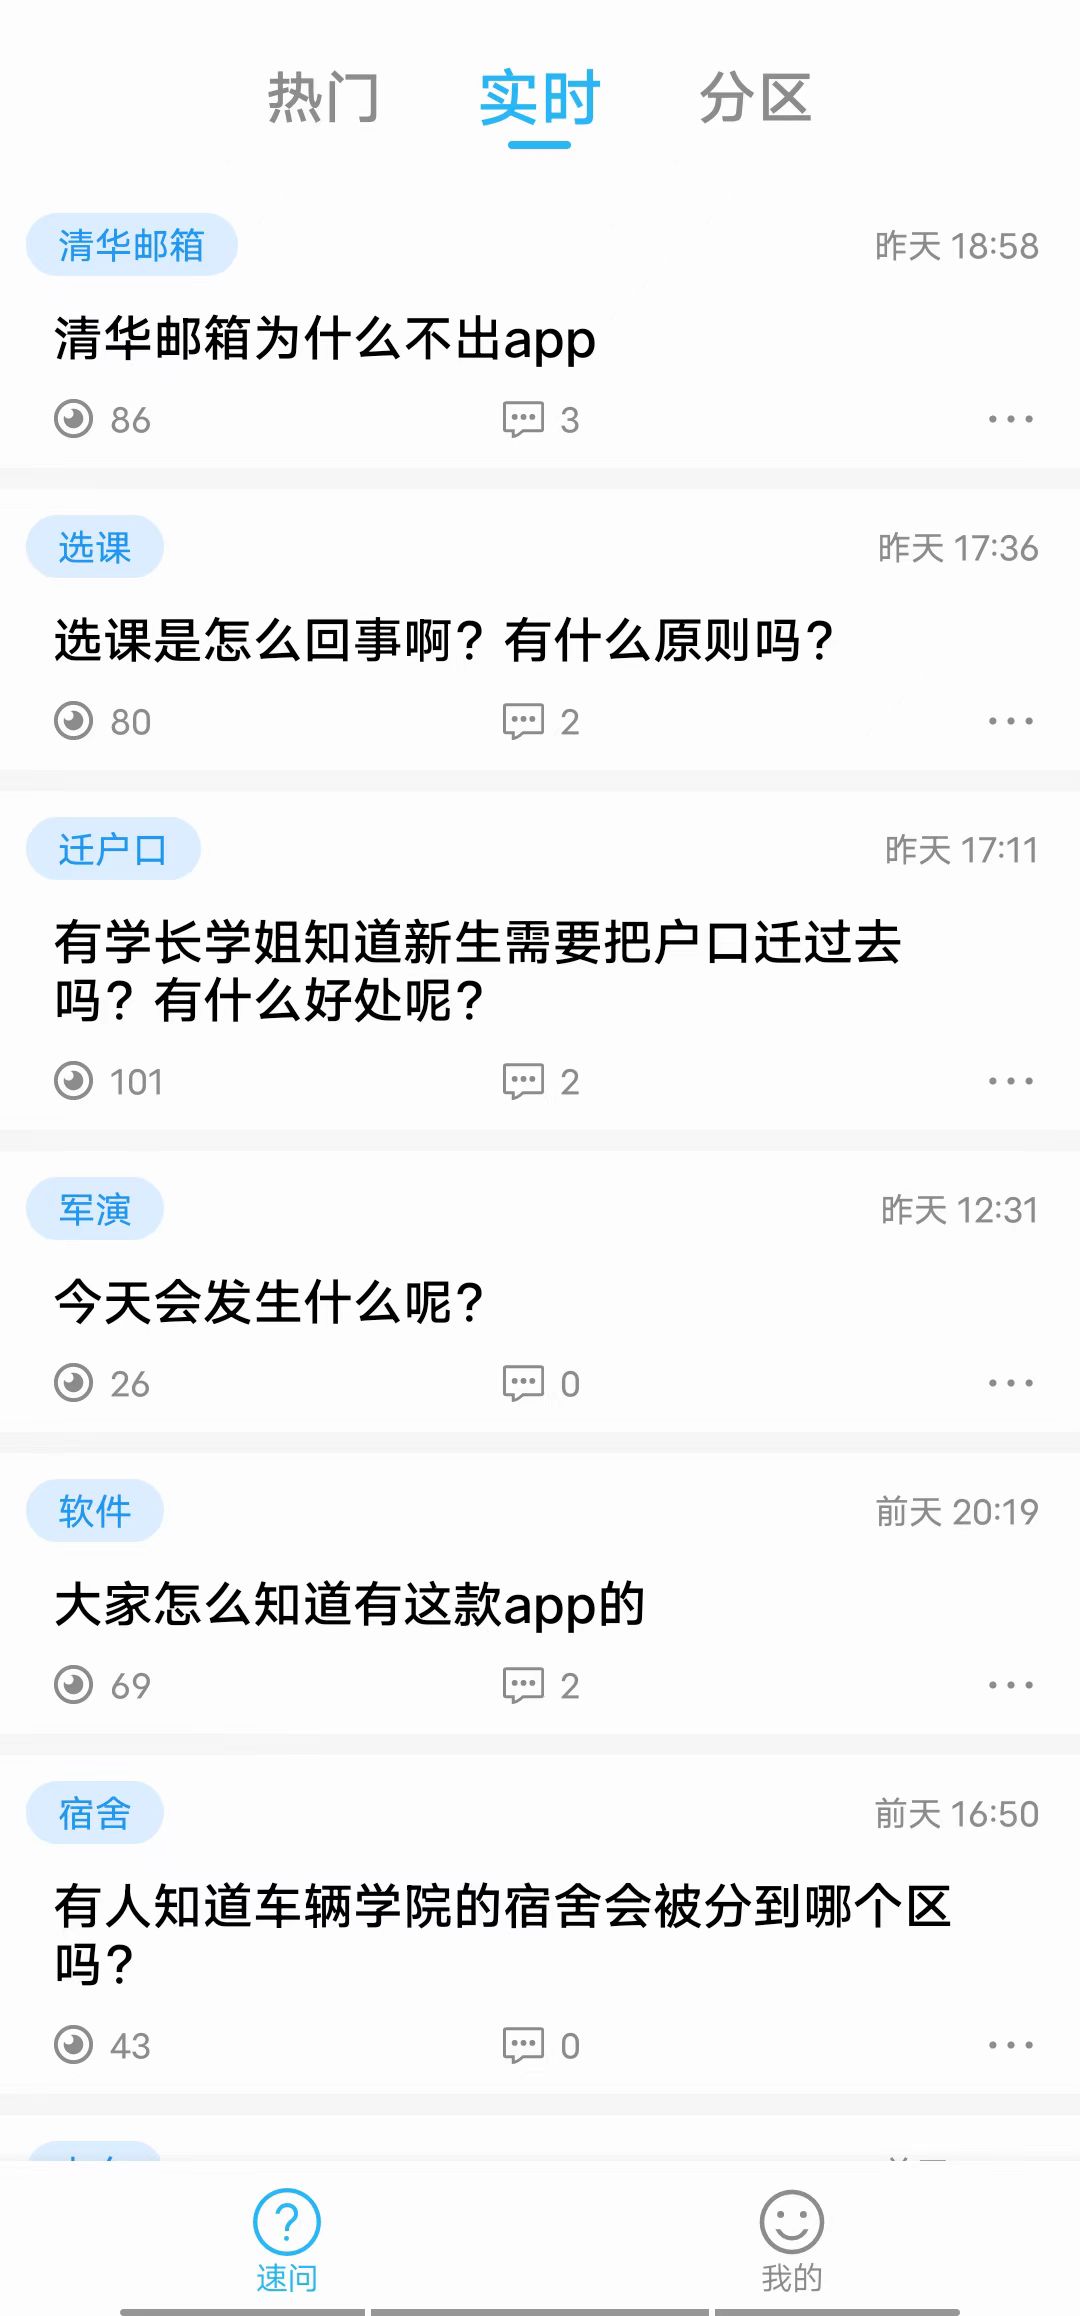 热门 实时 分区
清华邮箱 昨天 18:58
清华邮箱为什么不出app
86 3
选课 昨天 17:36
选课是怎么回事啊？有什么原则吗？
80 2
迁户口 昨天 17:11
有学长学姐知道新生需要把户口迁过去
吗？有什么好处呢？
101 2
军演 昨天 12:31
今天会发生什么呢？
26 0
软件 前天 20:19
大家怎么知道有这款app的
69 2
宿舍 前天 16:50
有人知道车辆学院的宿舍会被分到哪个区
吗？
43 0
速问 我的